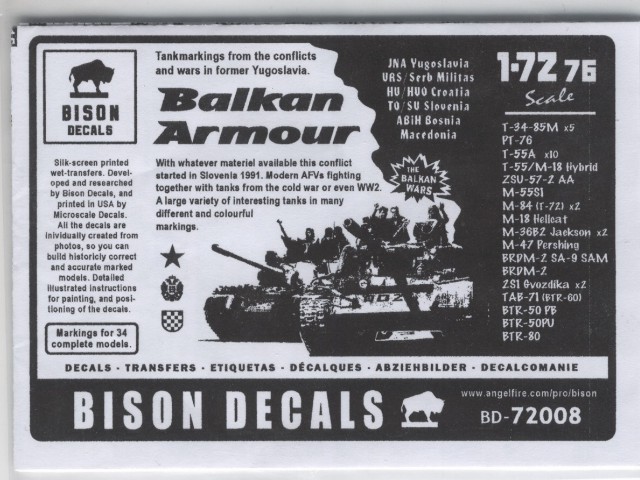 BISON
DECALS
Silk-screen printed
wet-transfers. Devel-
oped and researched
by Bison Decals, and
printed in USA by
Microscale Decals.
All the decals are
inividually created from
photos, so you can
build historicly correct
and accurate marked
models. Detailed
illustrated instructions
for painting, and posi-
tioning of the decals.
Markings for 34
complete models.
Tankmarkings from the conflicts
and wars in former Yugoslavia.
Balkan
Armour
With whatever materiel available this conflict
started in Slovenia 1991. Modern AFVs fighting
together with tanks from the cold war or even WW2.
A large variety of interesting tanks in many
different and colourful
markings.
JNA Yugoslavia
URS/Serb Militas
HU/HUO Croatia
TO/SU Slovenia
ABiH Bosnia
Macedonia
THE
BALKAN
WARS
1-72 76
Scale
T-34-85M x5
PT-76
T-55A x10
T-55/M-18 Hybrid
ZSU-57-2 AA
M-55S1
M-84 (T-72) x2
M-18 Hellcat
M-36B2 Jackson x2
M-47 Pershing
BRDM-2 SA-9 SAM
BRDM-2
2S1 Gvozdika x2
TAB-71 (BTR-60)
BTR-50 PB
BTR-50PU
BTR-80
DECALS · TRANSFERS · ETIQUETAS · DÉCALQUES · ABZIEHBILDER · DECALCOMANIE
BISON DECALS
www.angelfire.com/pro/bison
BD-72008